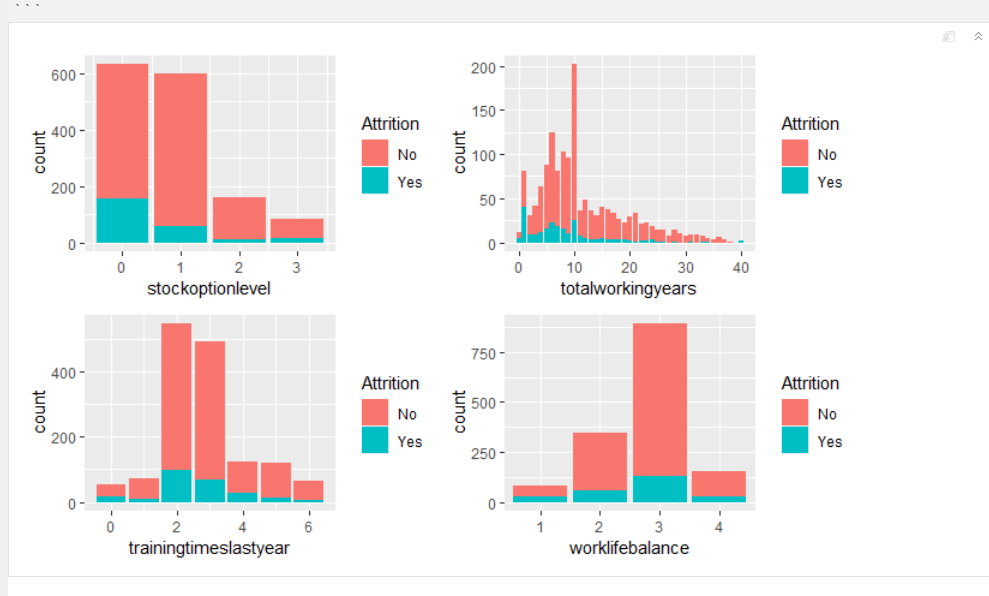 ```
600
400
200
0
count
0 1 2 3
stockoptionlevel
Attrition
No
Yes
200
150
100
50
0
count
0 10 20 30 40
totalworkingyears
Attrition
No
Yes
400
200
0
count
0 2 4 6
trainingtimeslastyear
Attrition
No
Yes
750
500
250
0
count
1 2 3 4
worklifebalance
Attrition
No
Yes